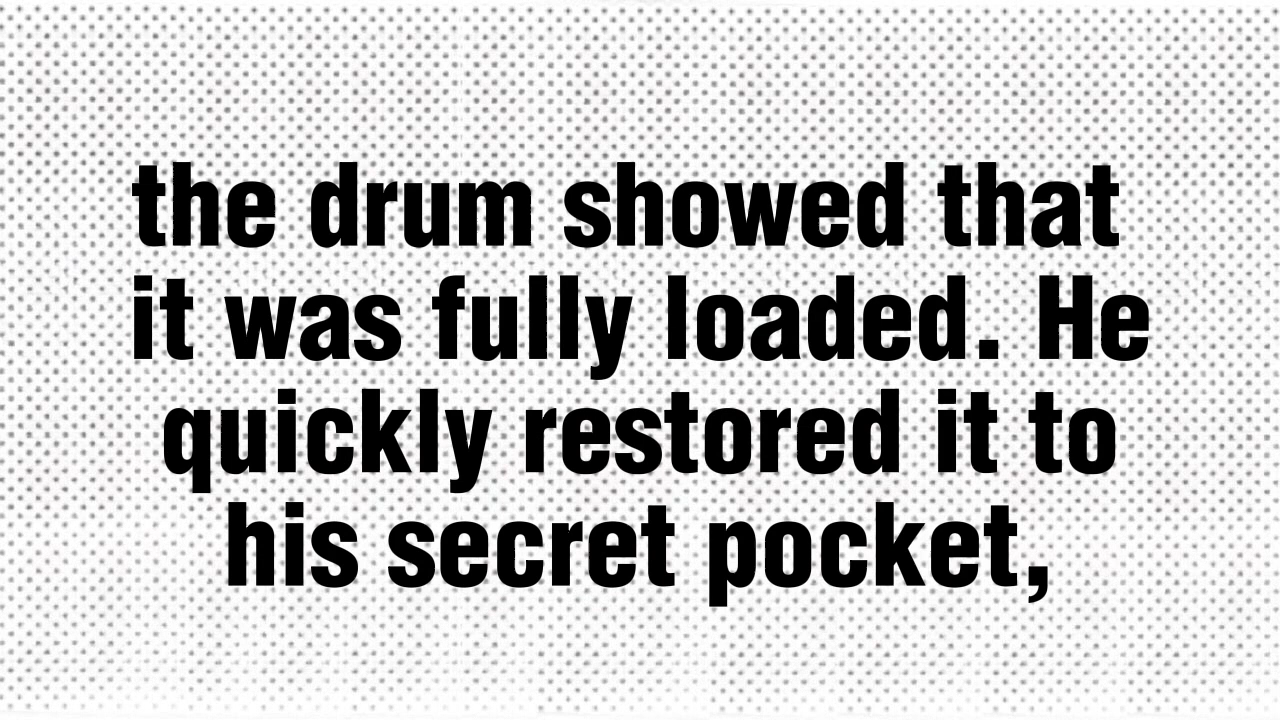 the drum showed that
it was fully loaded. He
quickly restored it to
his secret pocket,